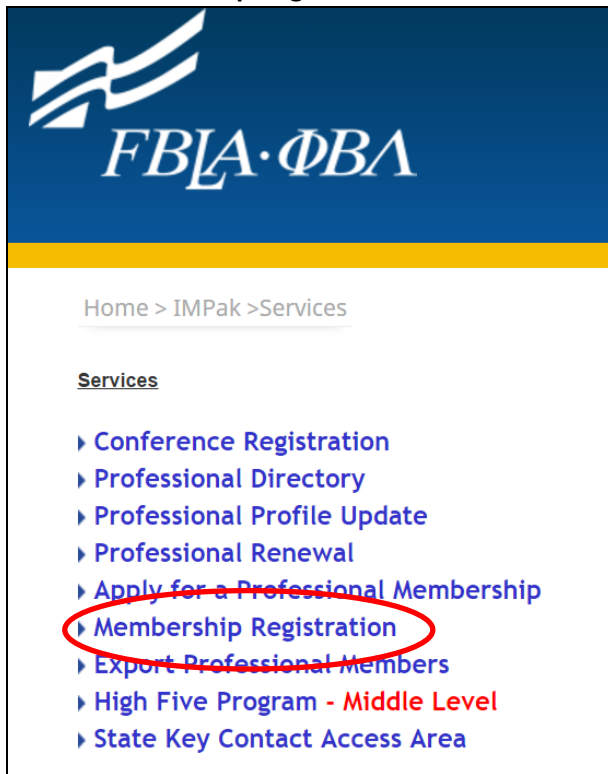 FBLA·ΦΒΛ
Home > IMPak >Services
Services
Conference Registration
Professional Directory
Professional Profile Update
Professional Renewal
Apply for a Professional Membership
Membership Registration
Export Professional Members
High Five Program - Middle Level
State Key Contact Access Area